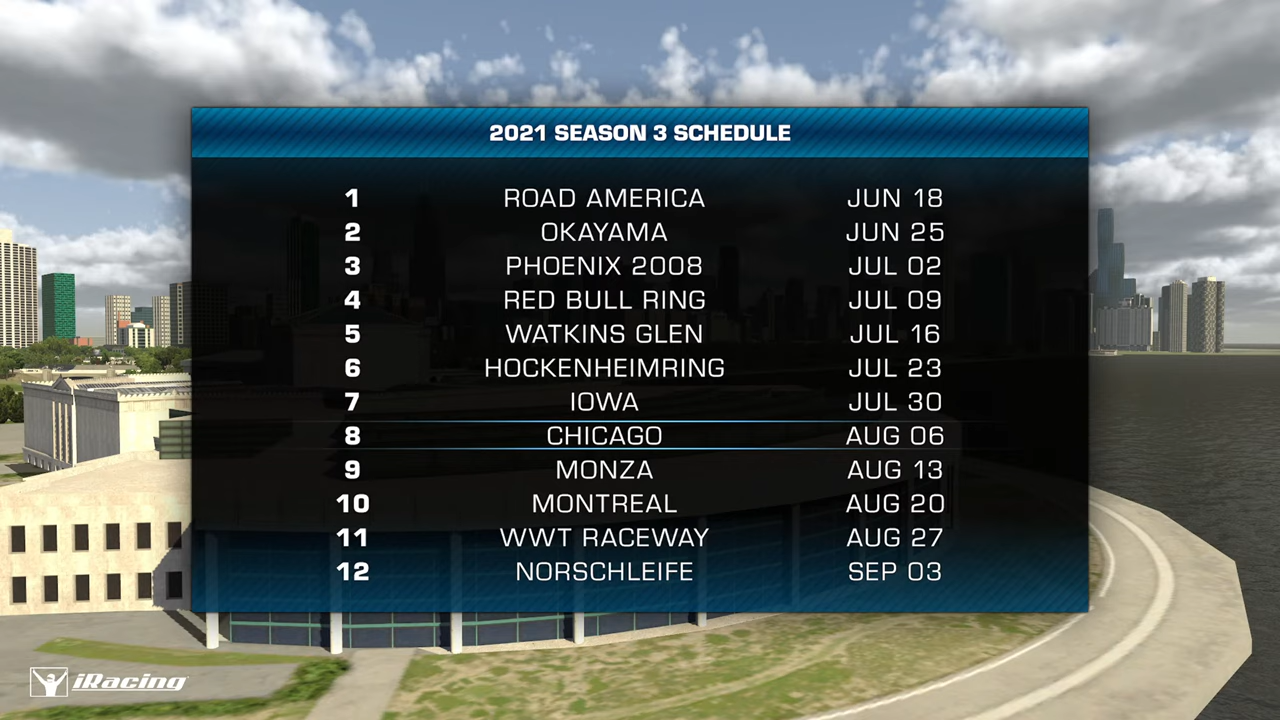 2021 SEASON 3 SCHEDULE
1 ROAD AMERICA JUN 18
2 OKAYAMA JUN 25
3 PHOENIX 2008 JUL 02
4 RED BULL RING JUL 09
5 WATKINS GLEN JUL 16
6 HOCKENHEIMRING JUL 23
7 IOWA JUL 30
8 CHICAGO AUG 06
9 MONZA AUG 13
10 MONTREAL AUG 20
11 WWT RACEWAY AUG 27
12 NORSCHLEIFE SEP 03
iRacing